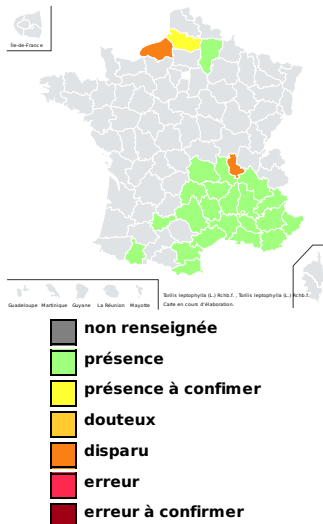 Île-de-France
Torilis leptophylla (L.) Rchb.f. , Torilis leptophylla (L.) Rchb.f.
Carte en cours d'élaboration.
Guadeloupe Martinique Guyane La Réunion Mayotte
non renseignée
présence
présence à confimer
douteux
disparu
erreur
erreur à confirmer